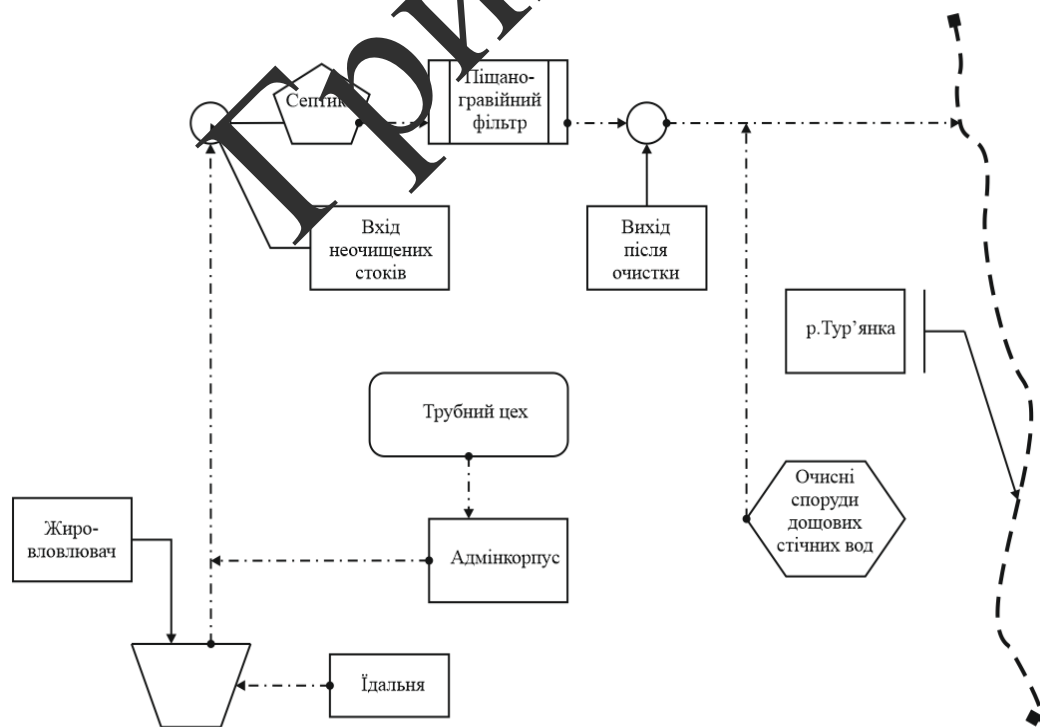 Септик
Піщано-
гравійний
фільтр
Вхід
неочищених
стоків
Вихід
після
очистки
р.Тур’янка
Трубний цех
Очисні
споруди
дощових
стічних вод
Жиро-
вловлювач
Адмінкорпус
Їдальня